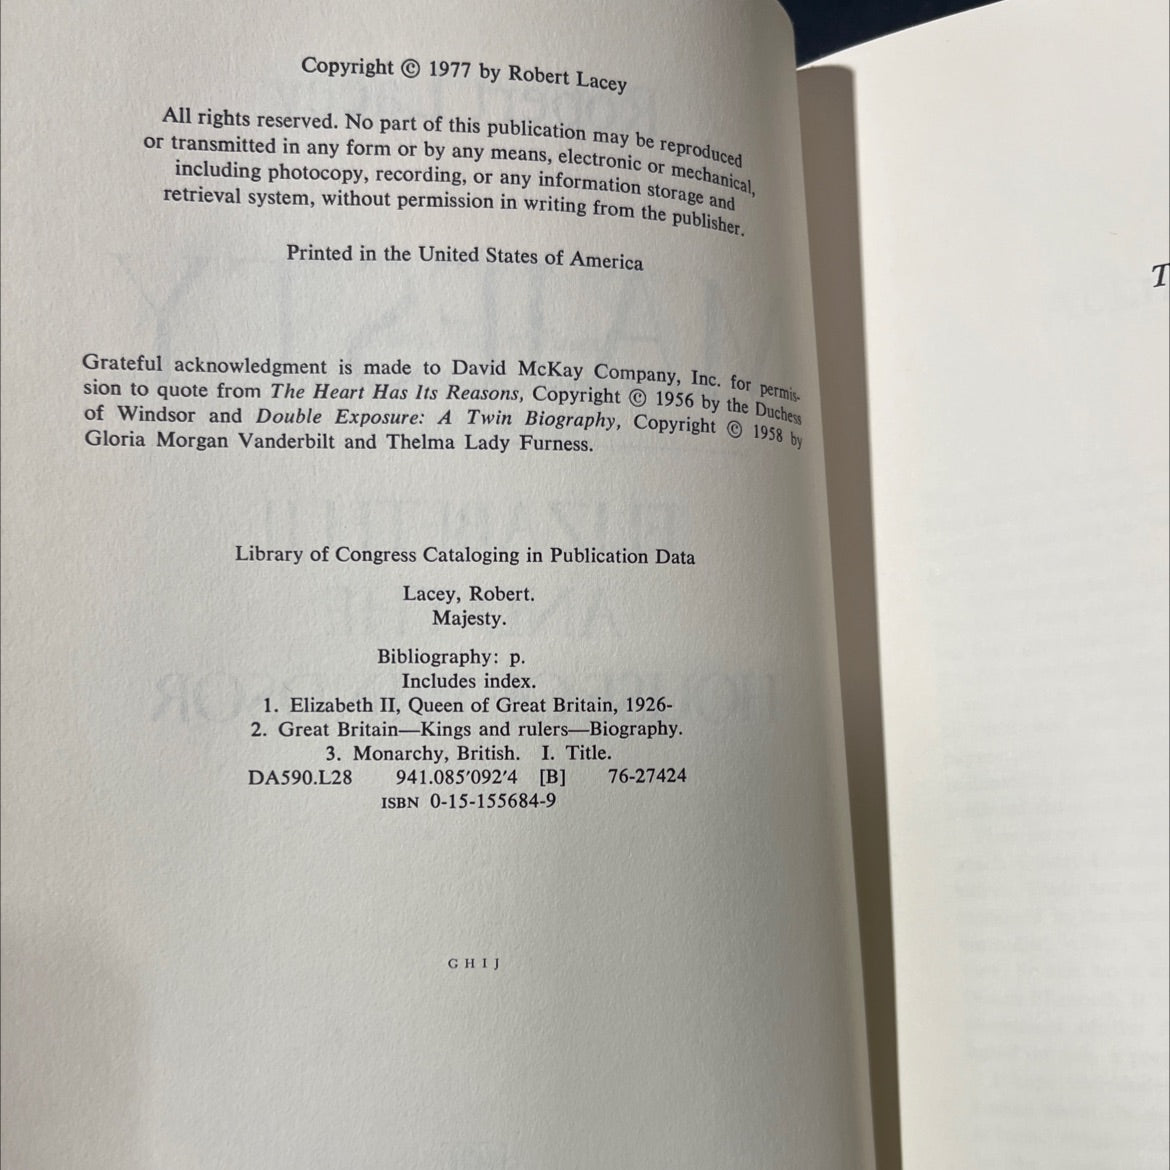 Copyright © 1977 by Robert Lacey
All rights reserved. No part of this publication may be reproduced
or transmitted in any form or by any means, electronic or mechanical,
including photocopy, recording, or any information storage and
retrieval system, without permission in writing from the publisher.
Printed in the United States of America
Grateful acknowledgment is made to David McKay Company, Inc. for permis-
sion to quote from The Heart Has Its Reasons, Copyright © 1956 by the Duchess
of Windsor and Double Exposure: A Twin Biography, Copyright © 1958 by
Gloria Morgan Vanderbilt and Thelma Lady Furness.
Library of Congress Cataloging in Publication Data
Lacey, Robert.
Majesty.
Bibliography: p.
Includes index.
1. Elizabeth II, Queen of Great Britain, 1926-
2. Great Britain—Kings and rulers—Biography.
3. Monarchy, British. I. Title.
DA590.L28 941.085′092′4 [B] 76-27424
ISBN 0-15-155684-9
G H I J
T